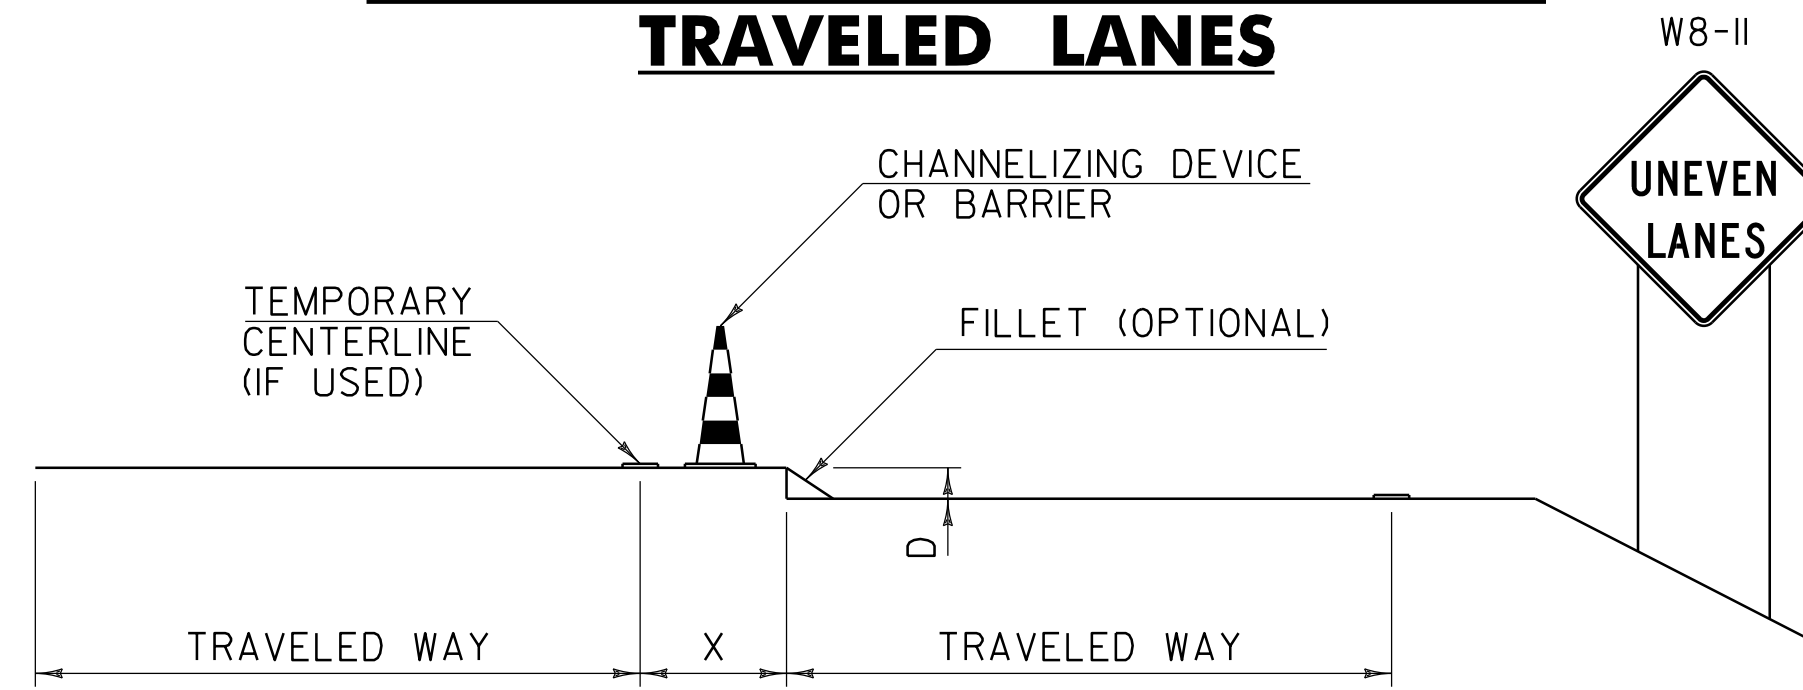 TRAVELED LANES
W8-11
UNEVEN
LANES
CHANNELIZING DEVICE
OR BARRIER
TEMPORARY
CENTERLINE
(IF USED)
FILLET (OPTIONAL)
D
TRAVELED WAY
X
TRAVELED WAY